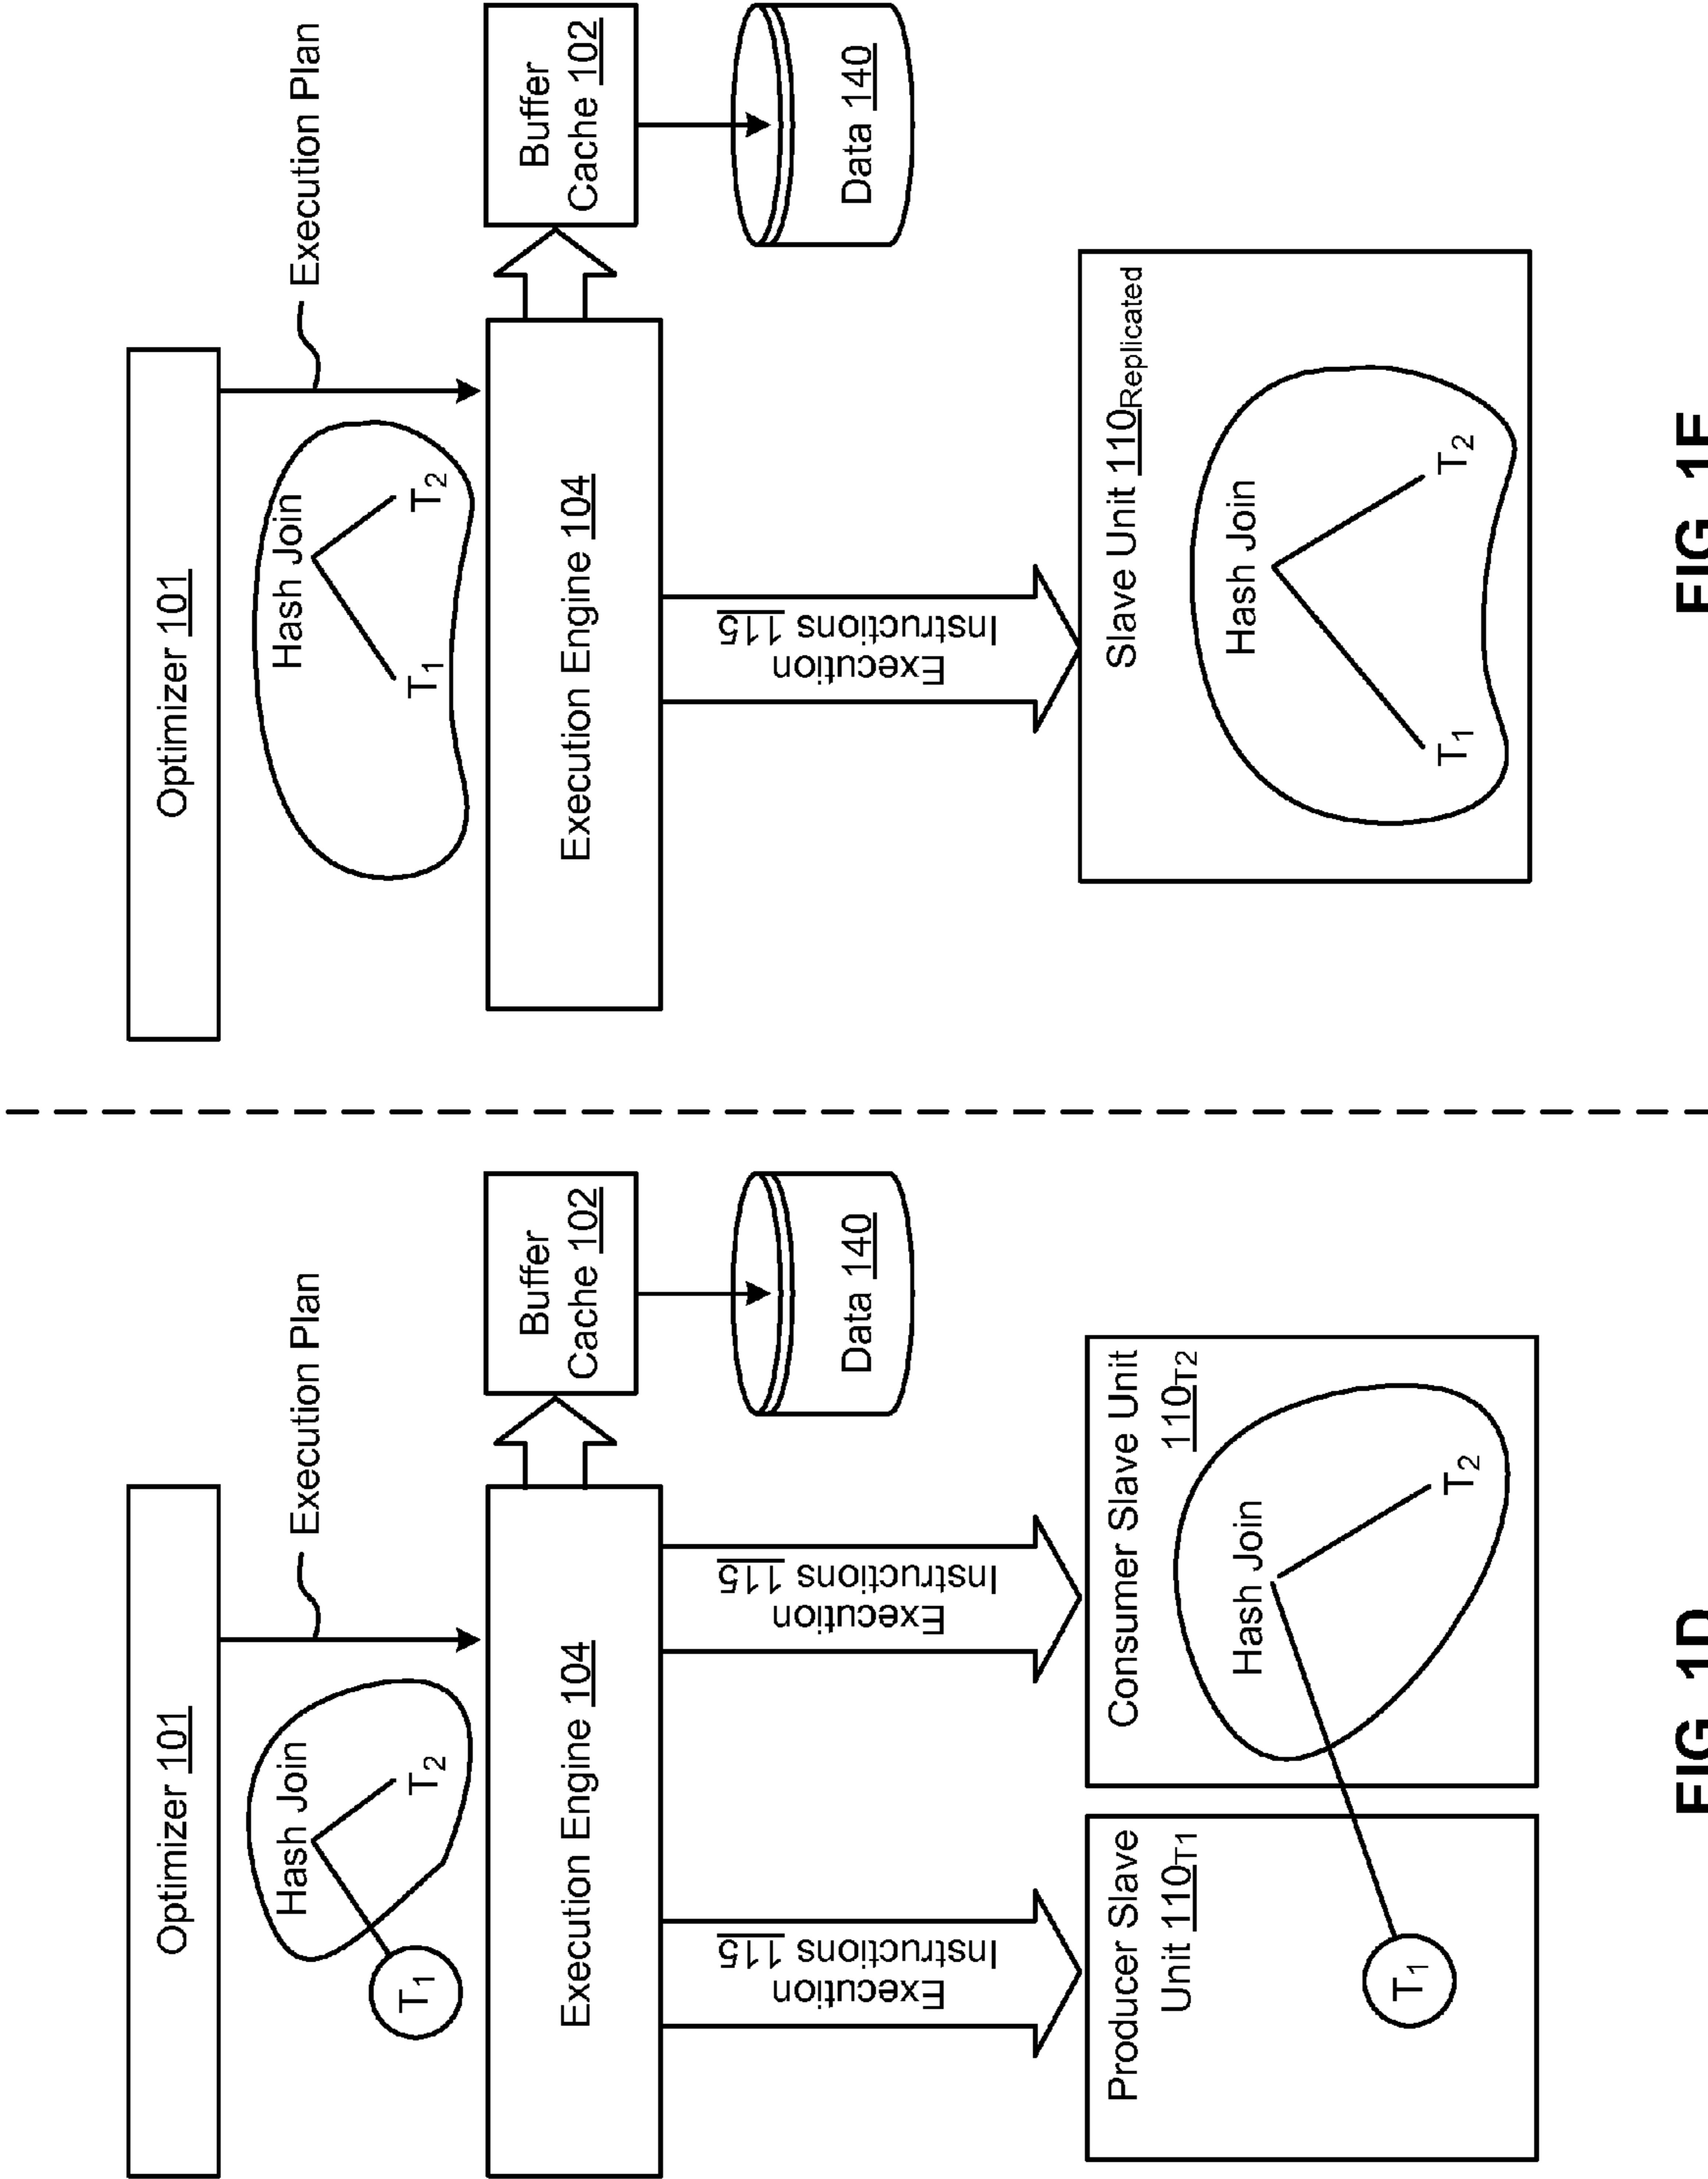 Optimizer 101
Execution Plan
Hash Join
T1
T2
Execution Engine 104
Buffer
Cache 102
Data 140
Execution
Instructions 115
Execution
Instructions 115
Producer Slave
Unit 110T1
T1
Consumer Slave Unit
110T2
Hash Join
T2
FIG. 1D
Optimizer 101
Execution Plan
Hash Join
T1
T2
Execution Engine 104
Buffer
Cache 102
Data 140
Execution
Instructions 115
Slave Unit 110Replicated
Hash Join
T1
T2
FIG. 1E